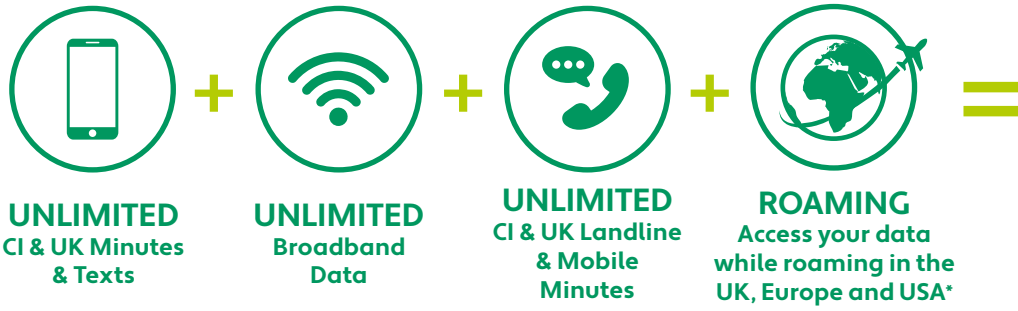 UNLIMITED
CI & UK Minutes
& Texts
UNLIMITED
Broadband
Data
UNLIMITED
CI & UK Landline
& Mobile
Minutes
ROAMING
Access your data
while roaming in the
UK, Europe and USA*